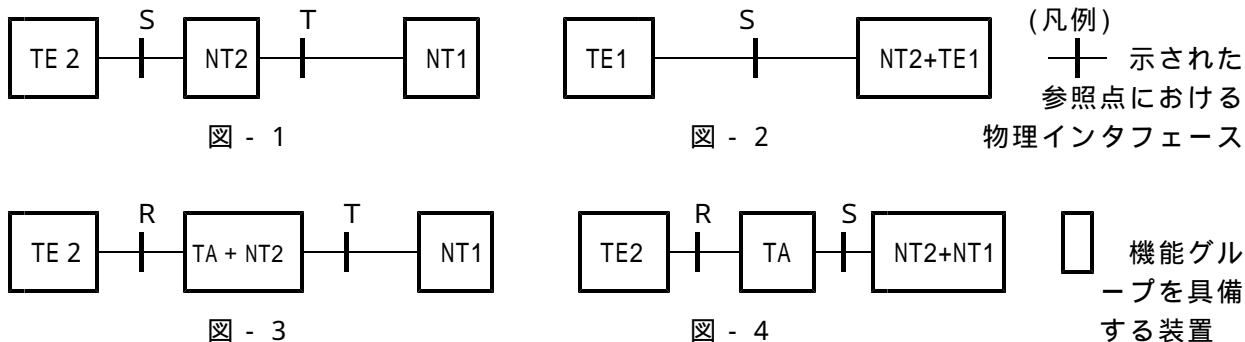 S T
TE 2 NT2 NT1
図 - 1
S
TE1 NT2+TE1
図 - 2
(凡例)
示された
参照点における
物理インタフェース
R T
TE 2 TA + NT2 NT1
図 - 3
R S
TE2 TA NT2+NT1
図 - 4
機能グル
ープを具備
する装置